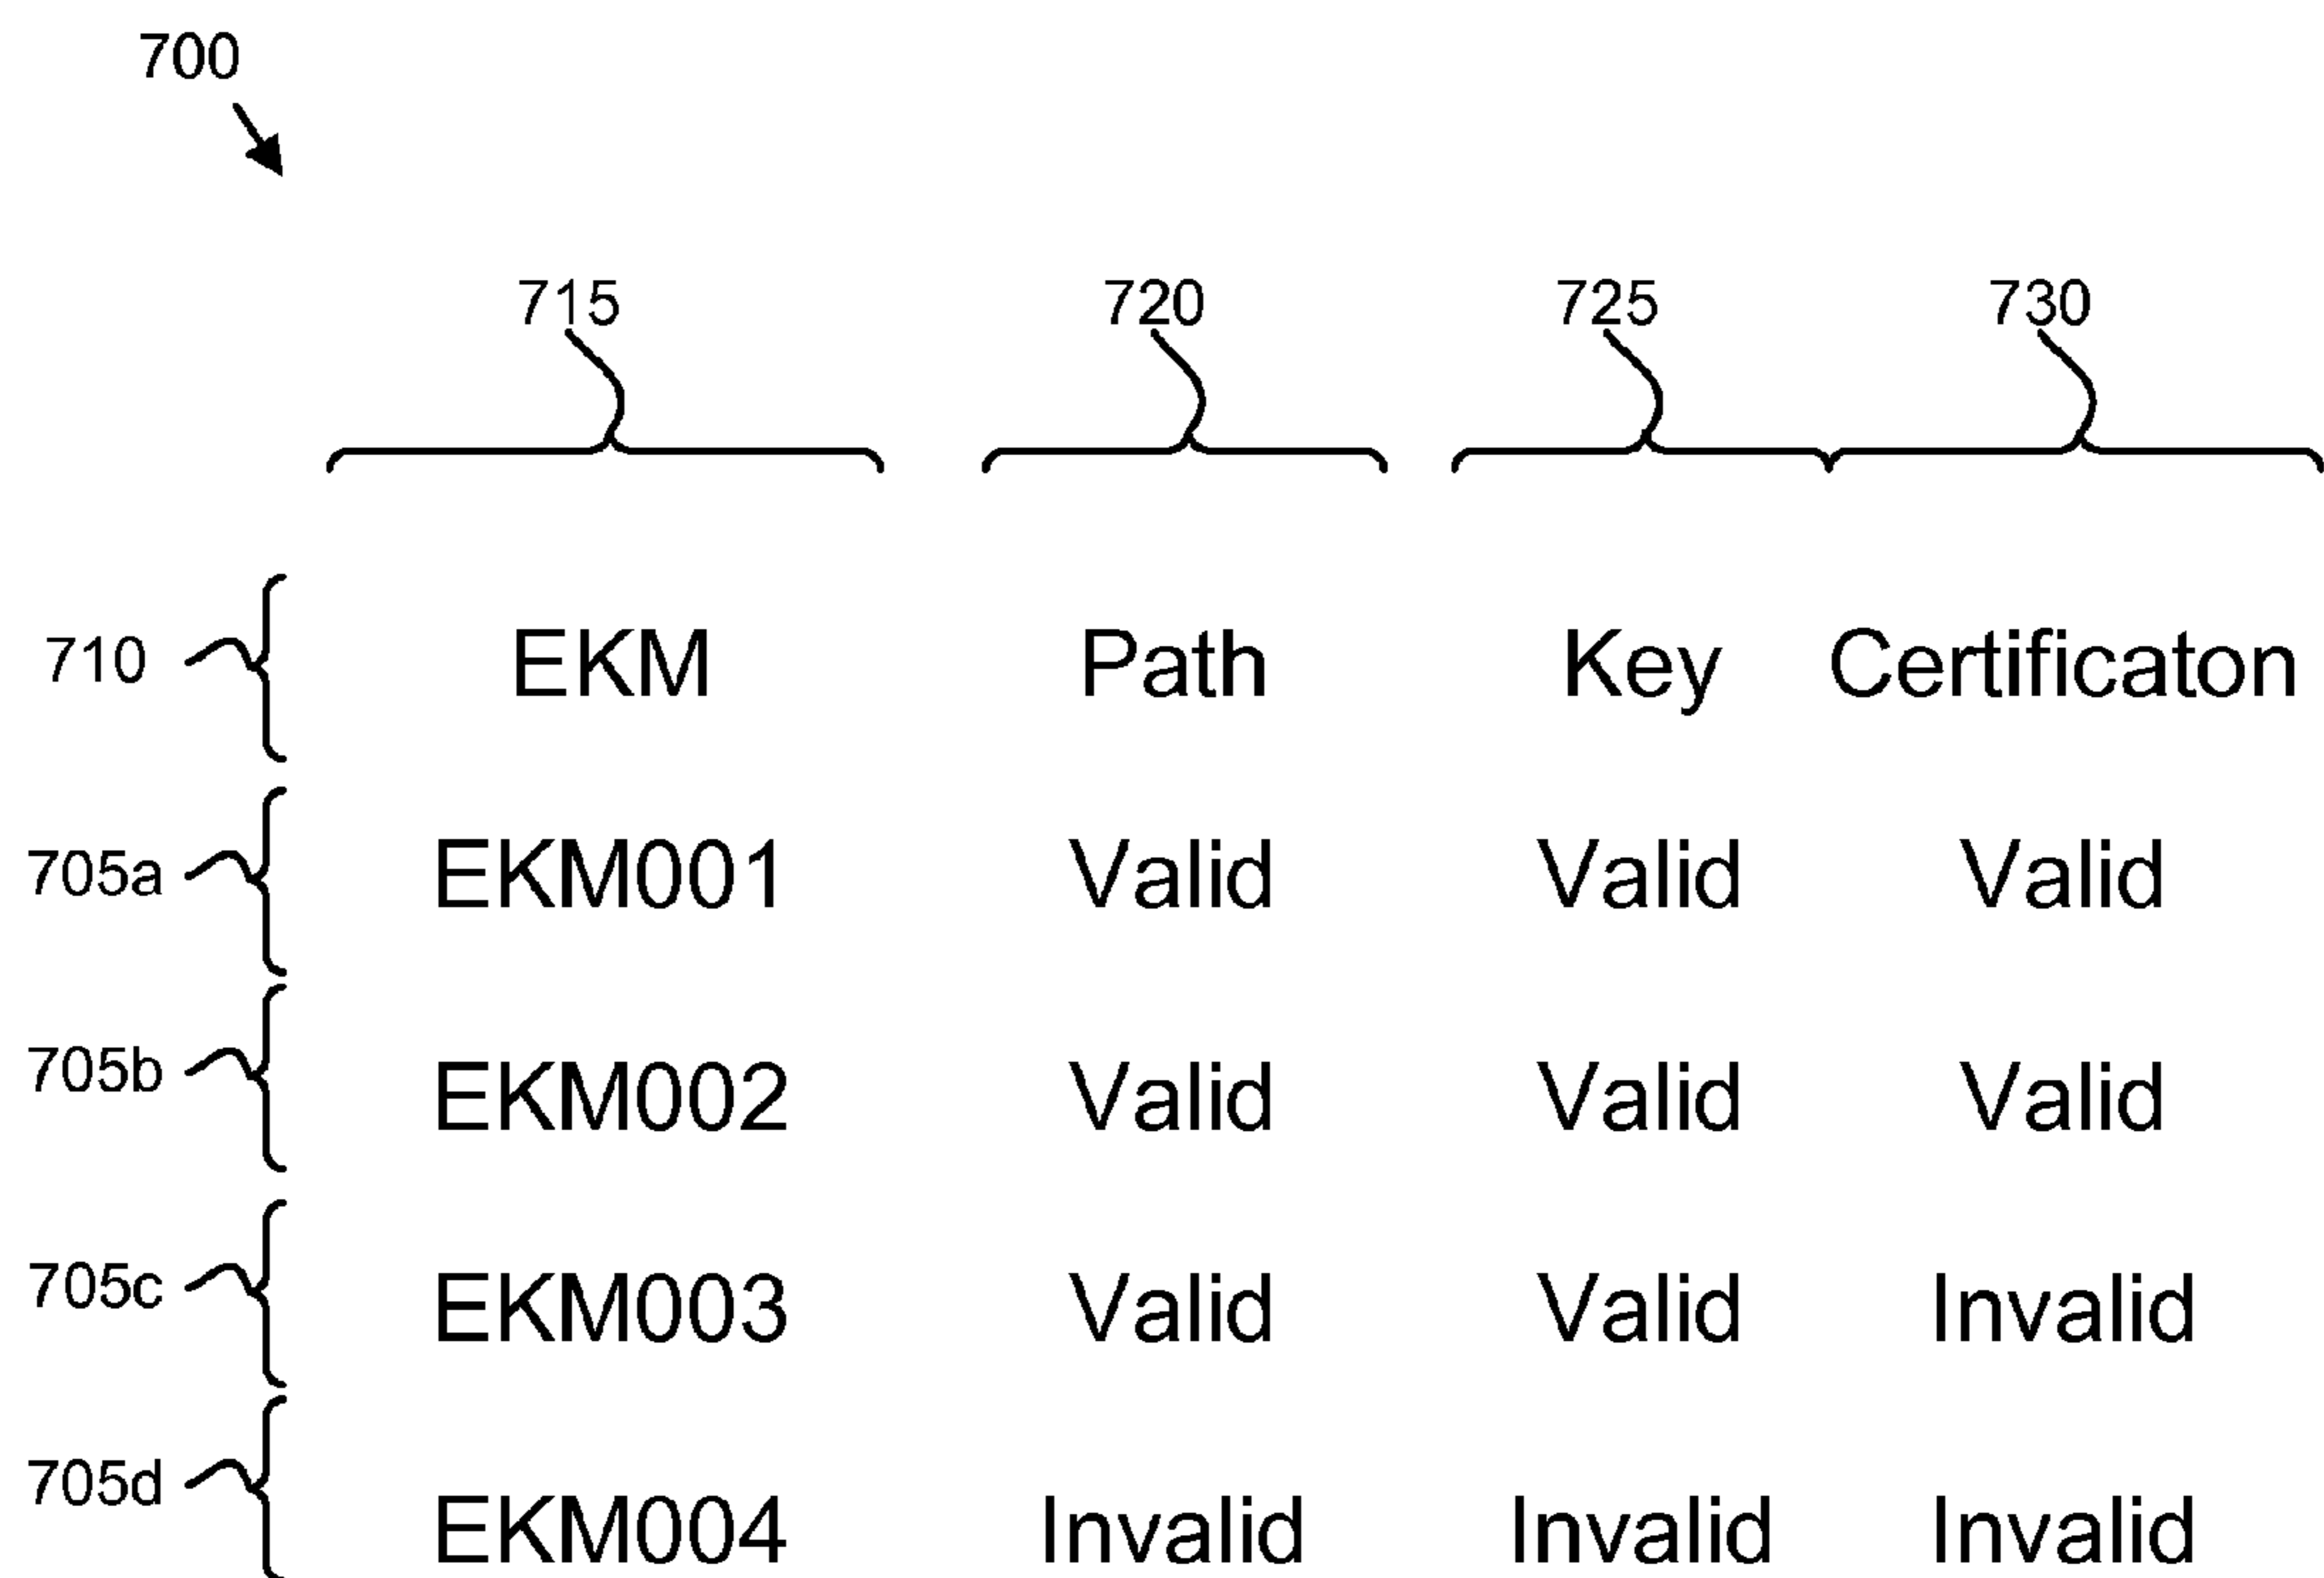 700
715 720 725 730
710 EKM Path Key Certificaton
705a EKM001 Valid Valid Valid
705b EKM002 Valid Valid Valid
705c EKM003 Valid Valid Invalid
705d EKM004 Invalid Invalid Invalid